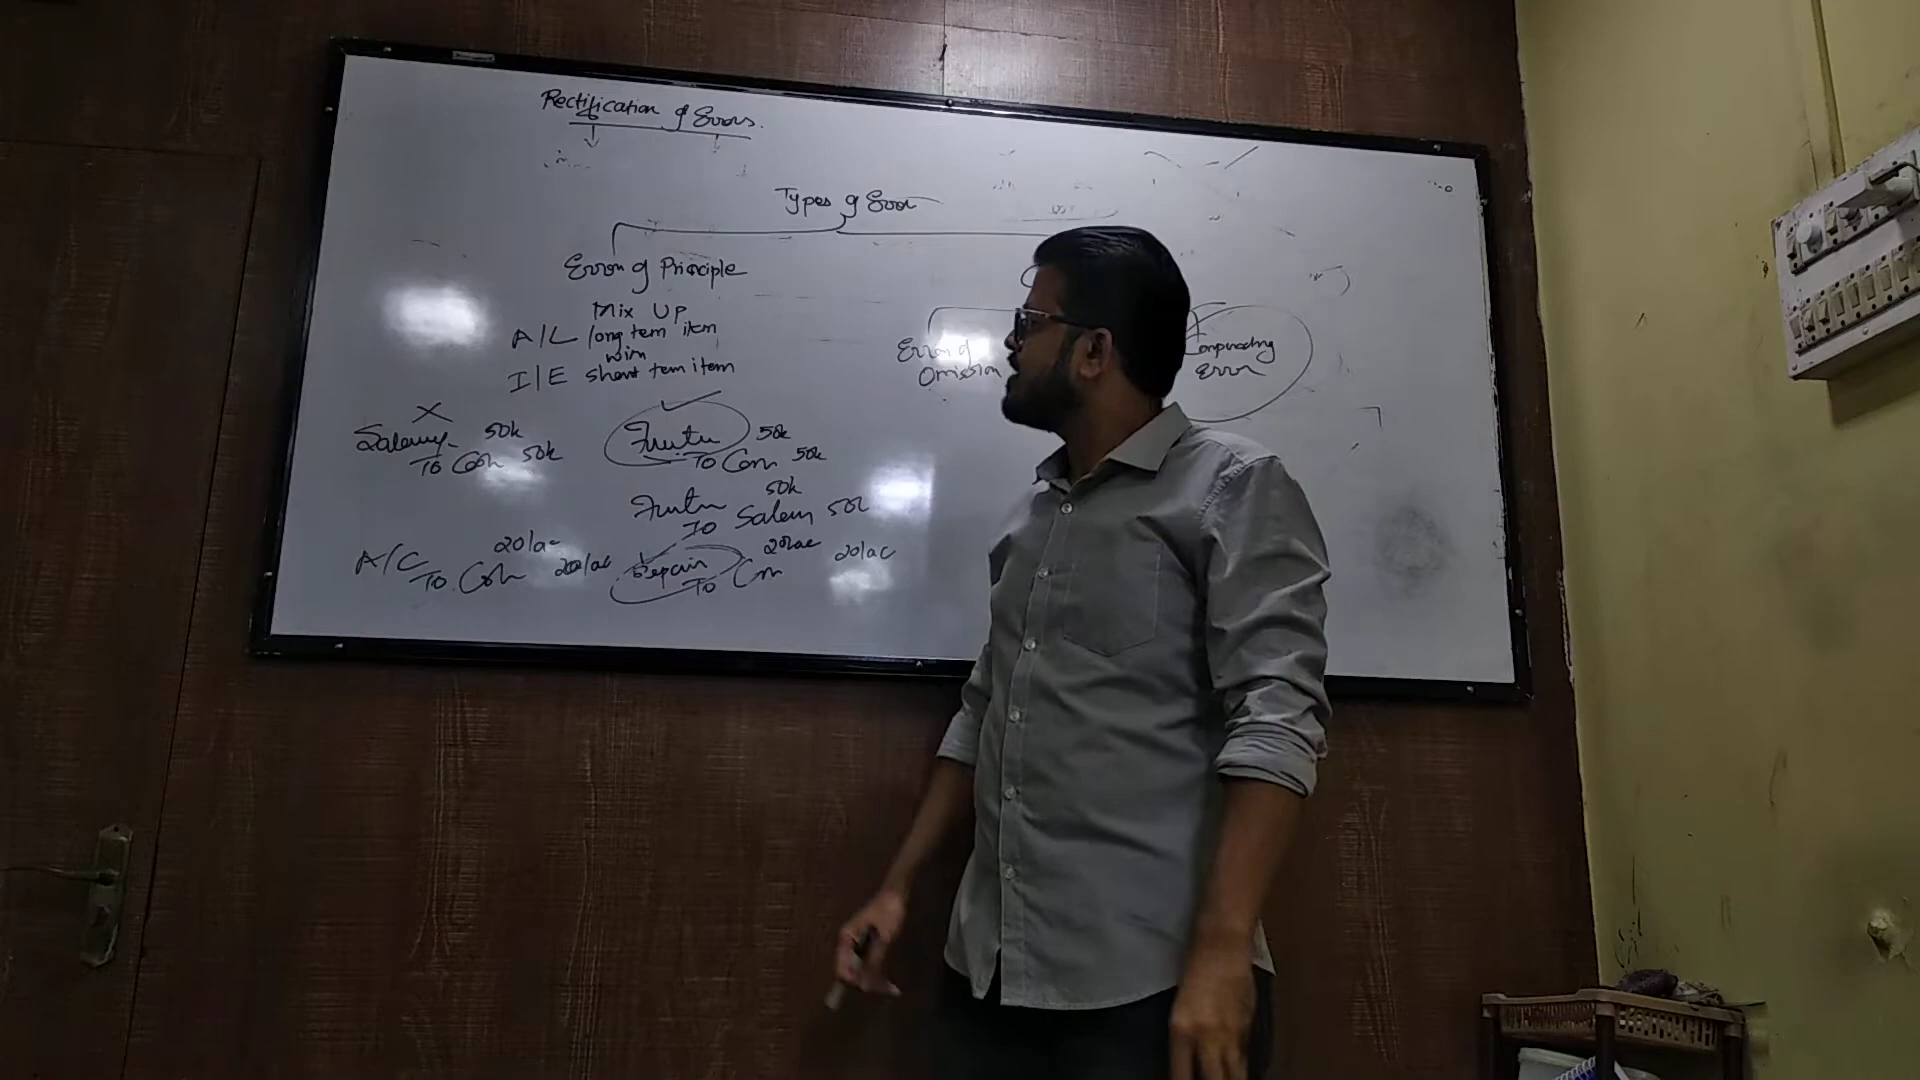 Rectification of Errors.
Types of Error
Error of Principle
Mix UP
A/L long term item
with
I/E short term item
Error of
Omission
Compensating
Error
X
Salary 50k
To Cash 50k
Furnitu 50k
To Cash 50k
Furnitu 50k
To Salary 50k
A/C 20lac
To Cash 20lac
Repair 20lac
To Cash 20lac